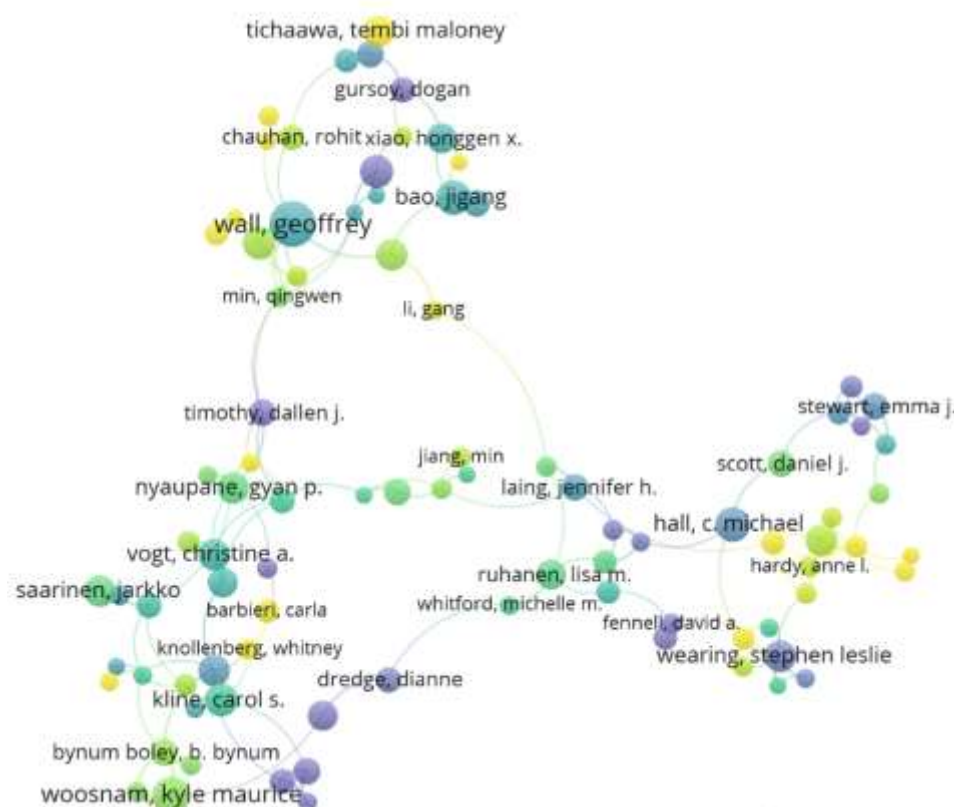 tichaawa, tembi maloney
gursoy, dogan
chauhan, rohit
xiao, honggen x.
bao, jigang
wall, geoffrey
min, qingwen
li, gang
timothy, dallen j.
stewart, emma j.
jiang, min
scott, daniel j.
nyaupane, gyan p.
laing, jennifer h.
hall, c. michael
vogt, christine a.
hardy, anne l.
ruhanen, lisa m.
saarinen, jarkko
barbieri, carla
whitford, michelle m.
fennell, david a.
knollenberg, whitney
wearing, stephen leslie
dredge, dianne
kline, carol s.
bynum boley, b. bynum
woosnam, kyle maurice